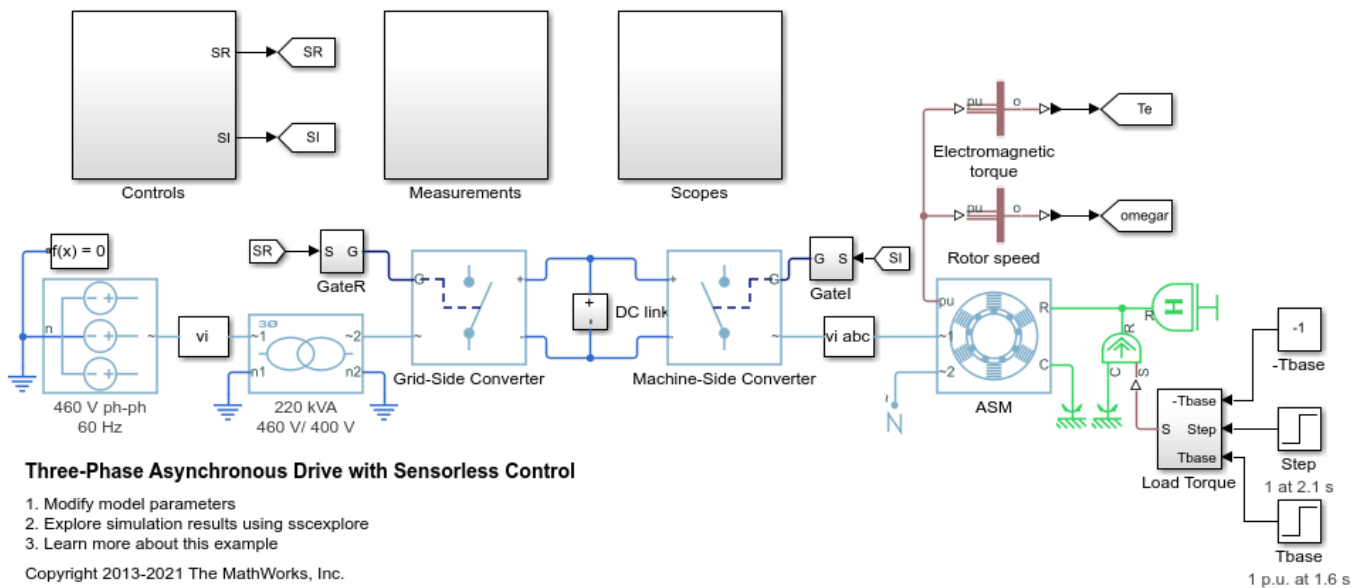 SR
SR
SI
SI
Controls
Measurements
Scopes
pu
o
Te
Electromagnetic
torque
pu
o
omegar
Rotor speed
f(x) = 0
n
~
460 V ph-ph
60 Hz
vi
3Ø
~1
~2
n1
n2
220 kVA
460 V/ 400 V
SR
S
G
GateR
G
~
+
-
Grid-Side Converter
+
-
DC link
+
-
G
~
Machine-Side Converter
G
S
GateI
SI
vi abc
pu
~1
~2
R
C
ASM
~
N
R
C
S
H
R
-1
-Tbase
-Tbase
S
Step
Tbase
Load Torque
Step
1 at 2.1 s
Tbase
1 p.u. at 1.6 s
Three-Phase Asynchronous Drive with Sensorless Control
1. Modify model parameters
2. Explore simulation results using sscexplore
3. Learn more about this example
Copyright 2013-2021 The MathWorks, Inc.